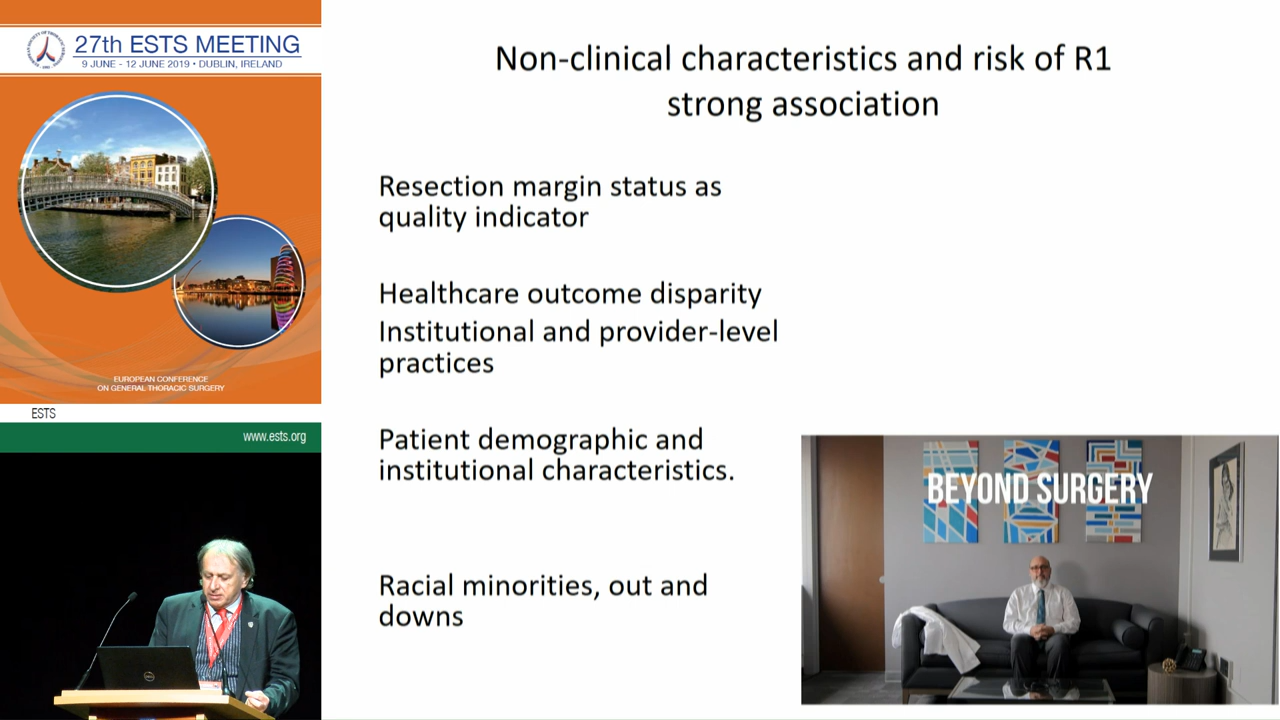 27th ESTS MEETING
9 JUNE - 12 JUNE 2019 • DUBLIN, IRELAND
EUROPEAN CONFERENCE
ON GENERAL THORACIC SURGERY
ESTS
www.ests.org
Non-clinical characteristics and risk of R1
strong association
Resection margin status as
quality indicator
Healthcare outcome disparity
Institutional and provider-level
practices
Patient demographic and
institutional characteristics.
Racial minorities, out and
downs
BEYOND SURGERY
DELL